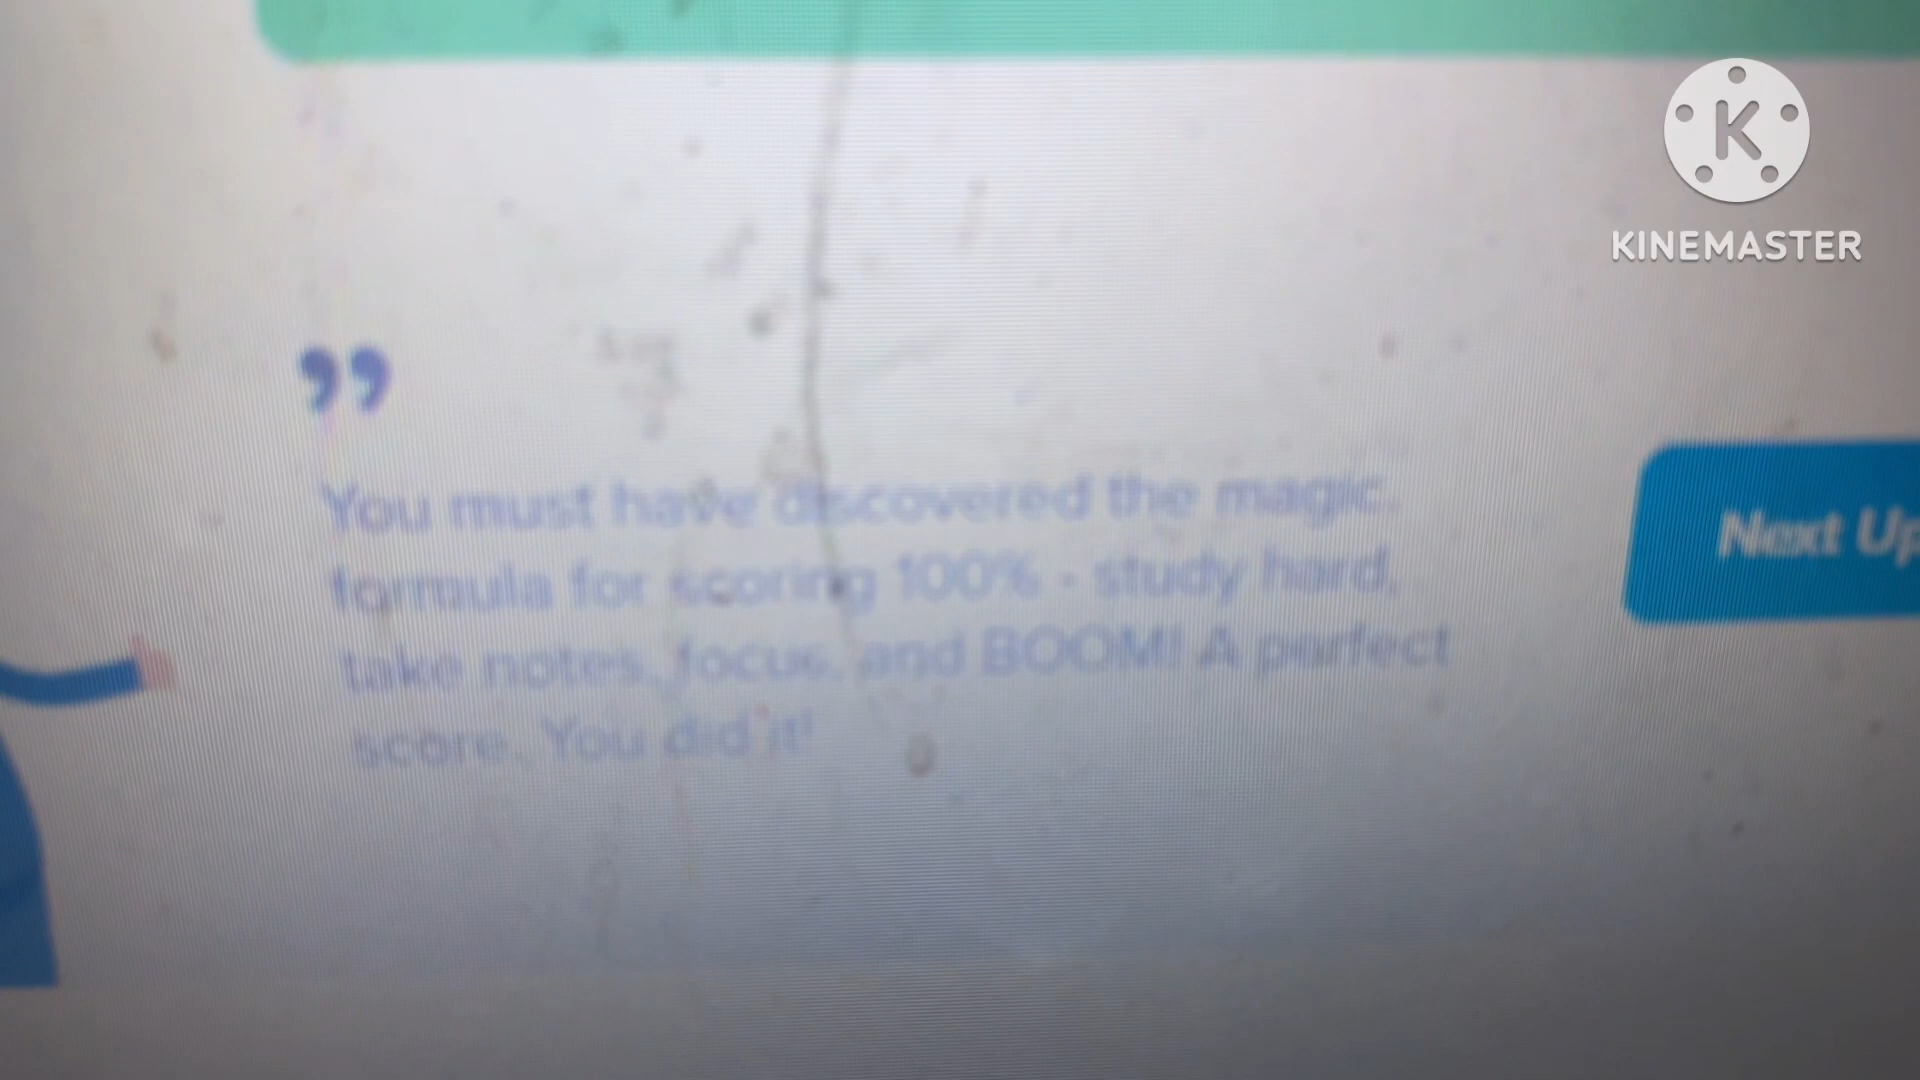 KINEMASTER
”
You must have discovered the magic
formula for scoring 100% - study hard,
take notes, focus, and BOOM! A perfect
score. You did it!
Next Up